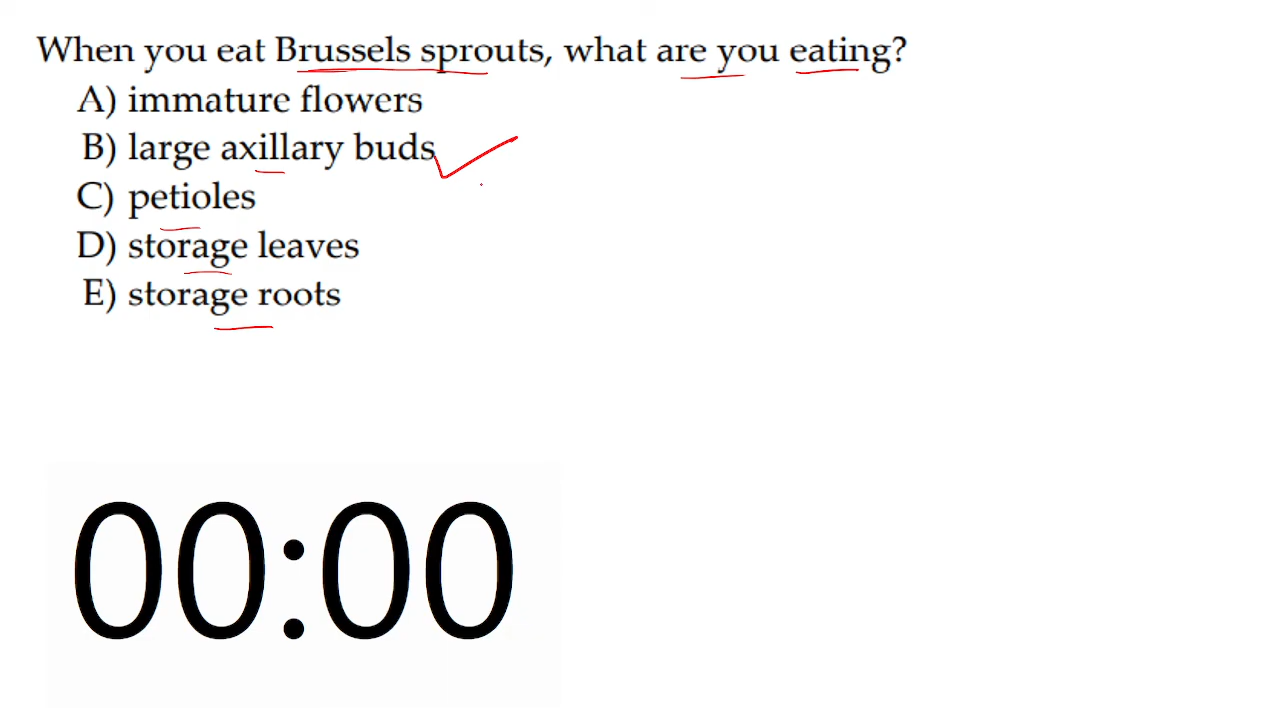 When you eat Brussels sprouts, what are you eating?
A) immature flowers
B) large axillary buds
C) petioles
D) storage leaves
E) storage roots
00:00